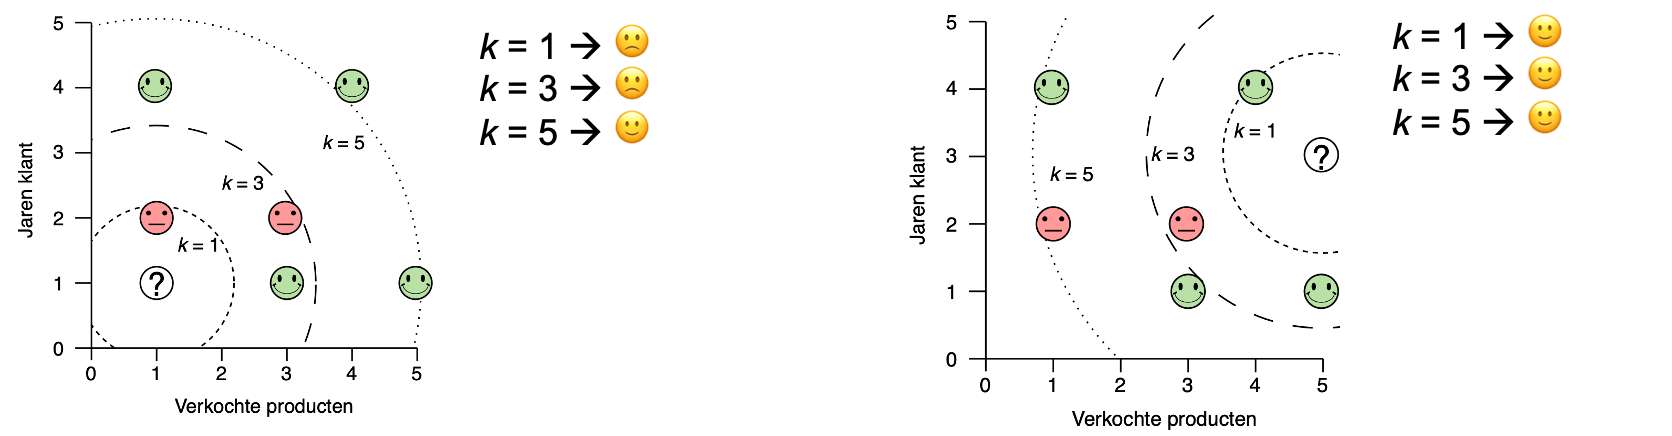 5
4
3
2
1
0
Jaren klant
0 1 2 3 4 5
Verkochte producten
k = 5
k = 3
k = 1
?
k = 1 →
k = 3 →
k = 5 →
5
4
3
2
1
0
Jaren klant
0 1 2 3 4 5
Verkochte producten
k = 1
k = 3
k = 5
?
k = 1 →
k = 3 →
k = 5 →